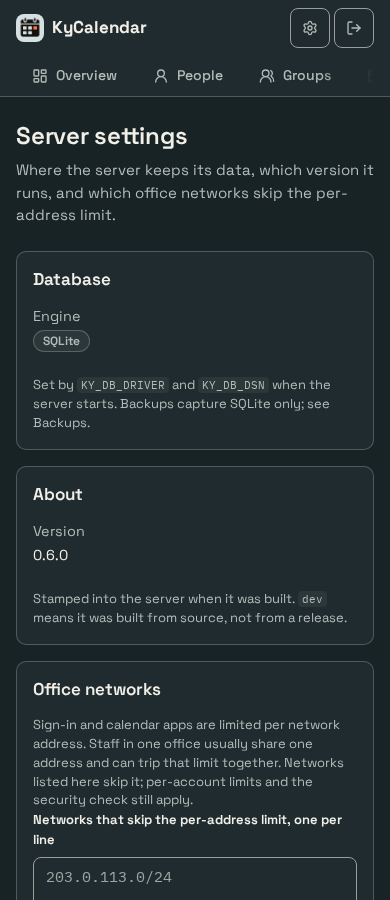 KyCalendar
Overview
People
Groups
Server settings
Where the server keeps its data, which version it
runs, and which office networks skip the per-
address limit.
Database
Engine
SQLite
Set by KY_DB_DRIVER and KY_DB_DSN when the
server starts. Backups capture SQLite only; see
Backups.
About
Version
0.6.0
Stamped into the server when it was built. dev
means it was built from source, not from a release.
Office networks
Sign-in and calendar apps are limited per network
address. Staff in one office usually share one
address and can trip that limit together. Networks
listed here skip it; per-account limits and the
security check still apply.
Networks that skip the per-address limit, one per
line
203.0.113.0/24